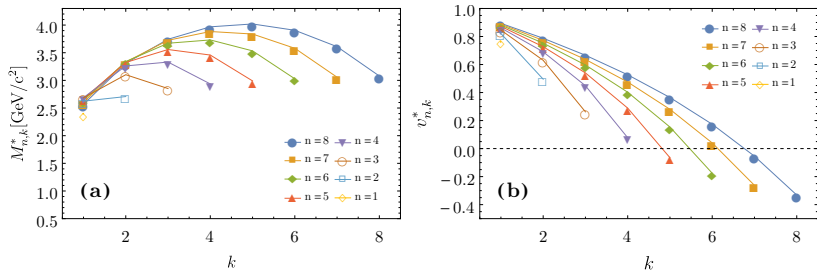 4.0
3.5
3.0
2.5
2.0
1.5
1.0
0.5
M*n,k[GeV/c²]
n=8 n=4
n=7 n=3
n=6 n=2
n=5 n=1
(a)
2 4 6 8
k
1.0
0.8
0.6
0.4
0.2
0.0
−0.2
−0.4
v*n,k
n=8 n=4
n=7 n=3
n=6 n=2
n=5 n=1
(b)
0 2 4 6 8
k